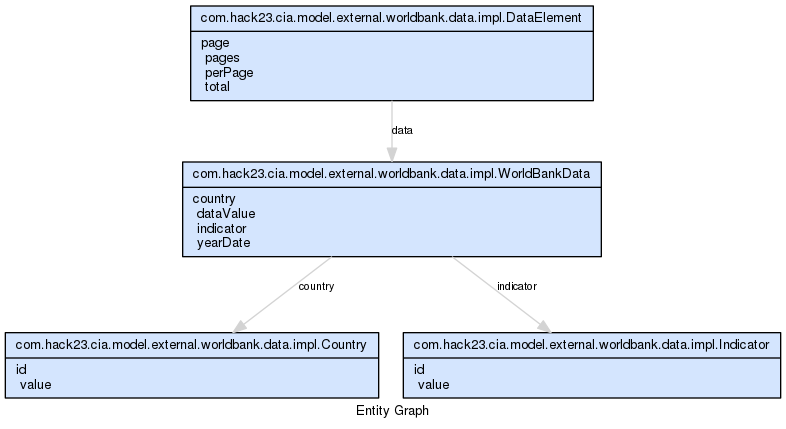 com.hack23.cia.model.external.worldbank.data.impl.DataElement
page
pages
perPage
total
data
com.hack23.cia.model.external.worldbank.data.impl.WorldBankData
country
dataValue
indicator
yearDate
country
indicator
com.hack23.cia.model.external.worldbank.data.impl.Country
id
value
com.hack23.cia.model.external.worldbank.data.impl.Indicator
id
value
Entity Graph